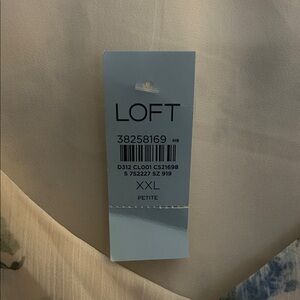 LOFT
38258169
D312 CL001 CS21698
S 752227 SZ 919
XXL
PETITE